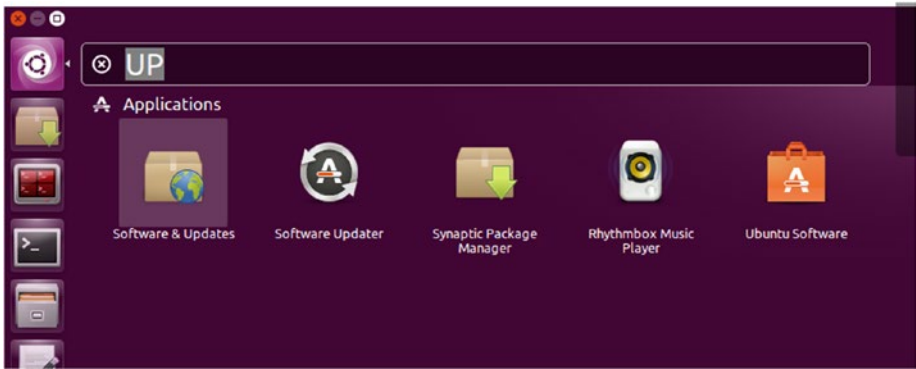 UP
Applications
Software & Updates
Software Updater
Synaptic Package
Manager
Rhythmbox Music
Player
Ubuntu Software